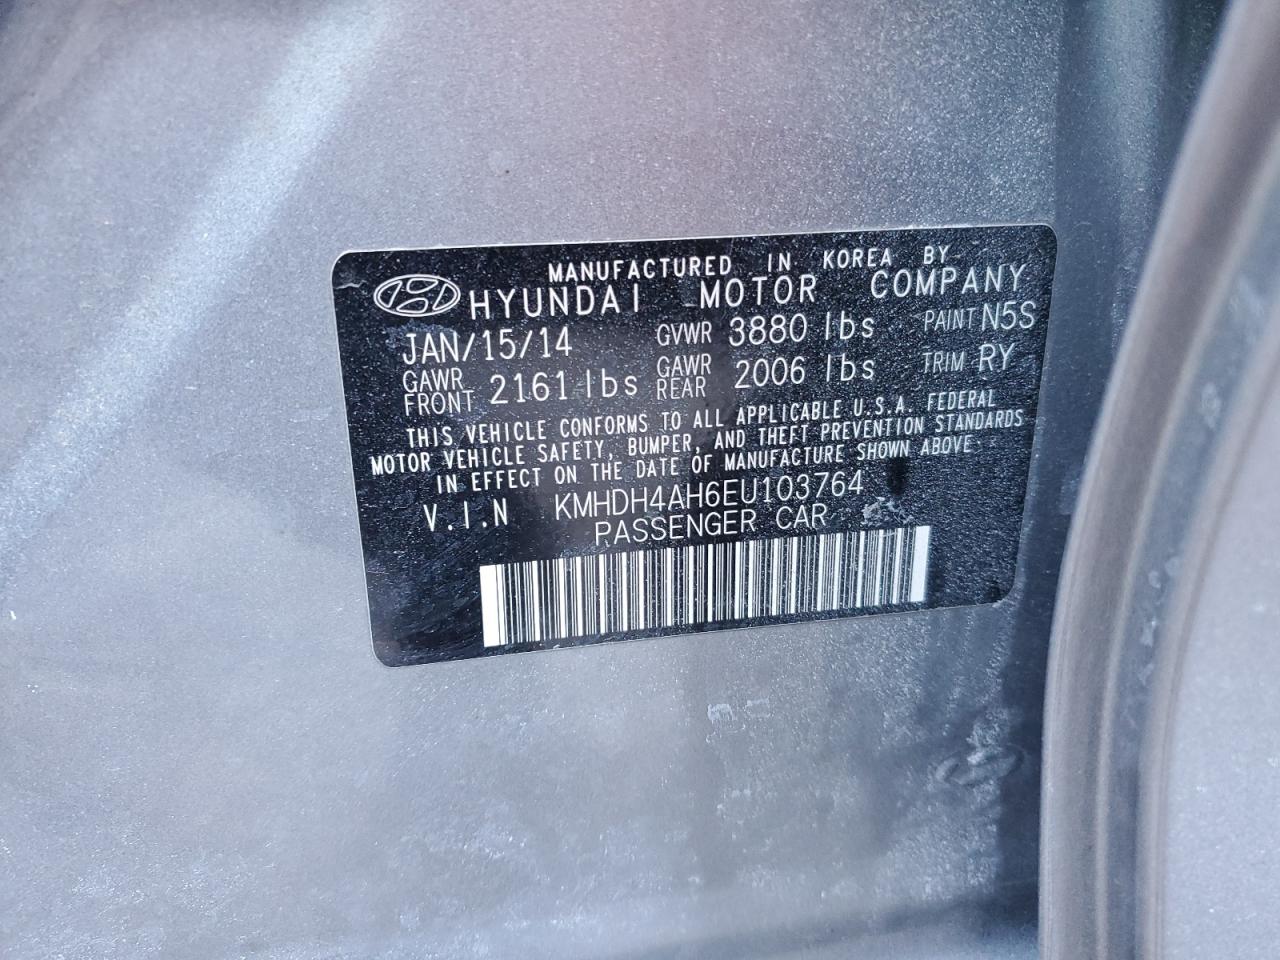 MANUFACTURED IN KOREA BY
HYUNDAI MOTOR COMPANY
JAN/15/14 GVWR 3880 lbs PAINT N5S
GAWR FRONT 2161 lbs GAWR REAR 2006 lbs TRIM RY
THIS VEHICLE CONFORMS TO ALL APPLICABLE U.S.A. FEDERAL
MOTOR VEHICLE SAFETY, BUMPER, AND THEFT PREVENTION STANDARDS
IN EFFECT ON THE DATE OF MANUFACTURE SHOWN ABOVE
V.I.N KMHDH4AH6EU103764
PASSENGER CAR